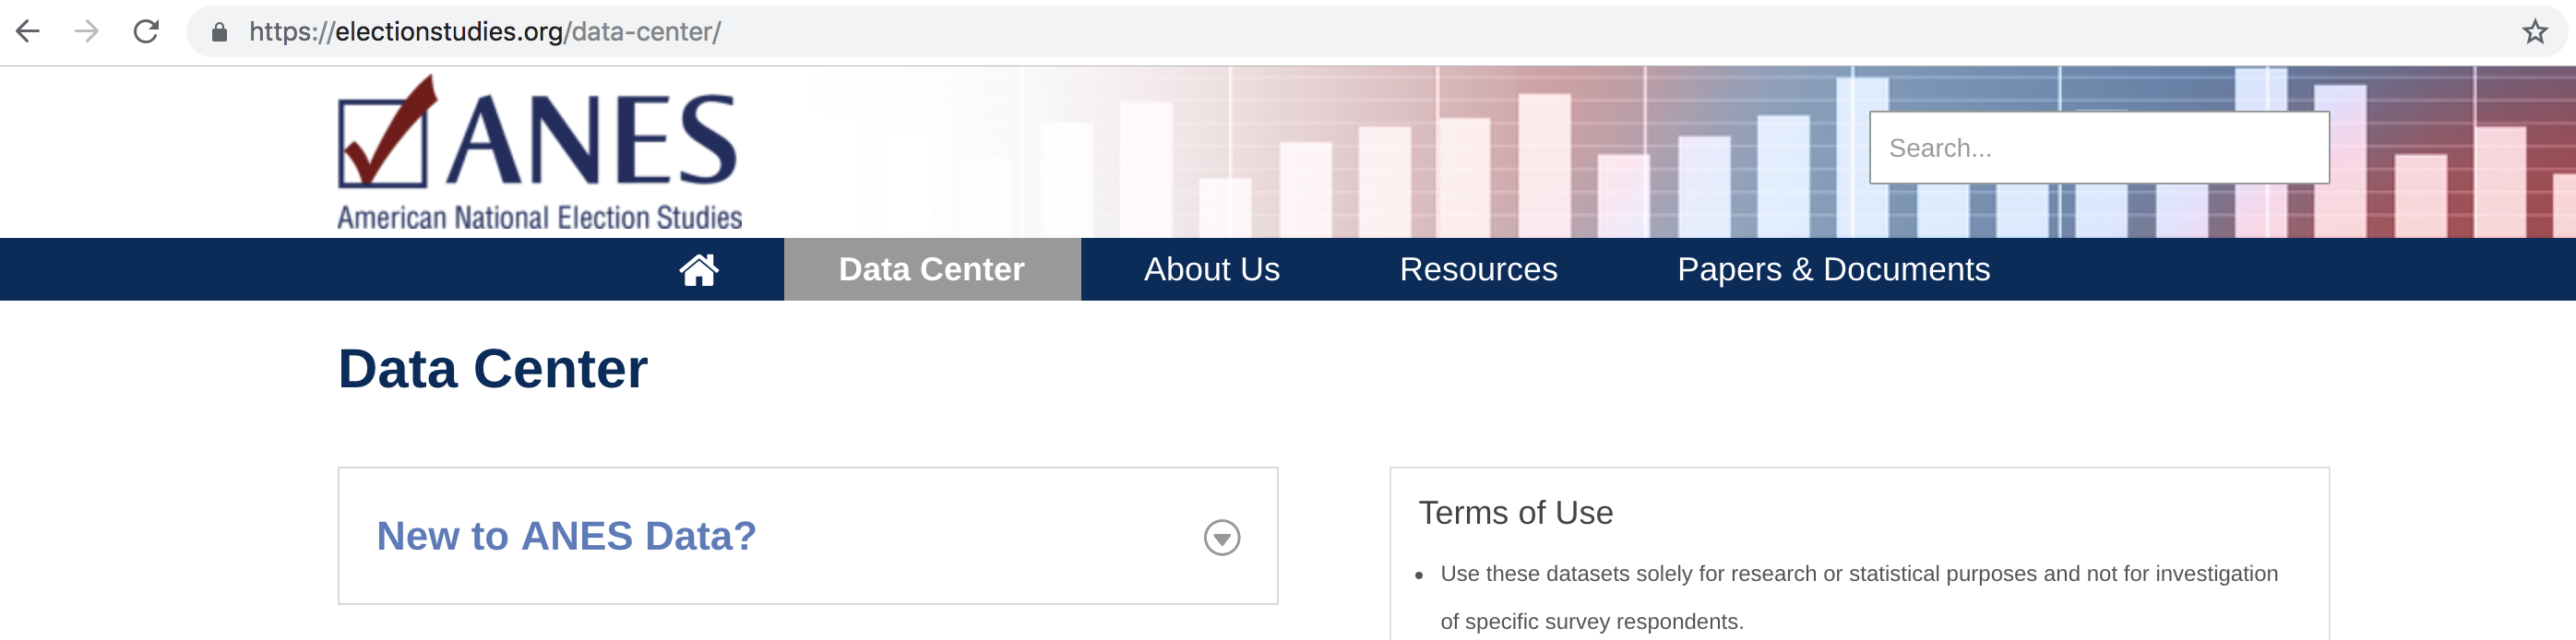 https://electionstudies.org/data-center/
ANES
American National Election Studies
Search...
Data Center
About Us
Resources
Papers & Documents
Data Center
New to ANES Data?
Terms of Use
• Use these datasets solely for research or statistical purposes and not for investigation
of specific survey respondents.